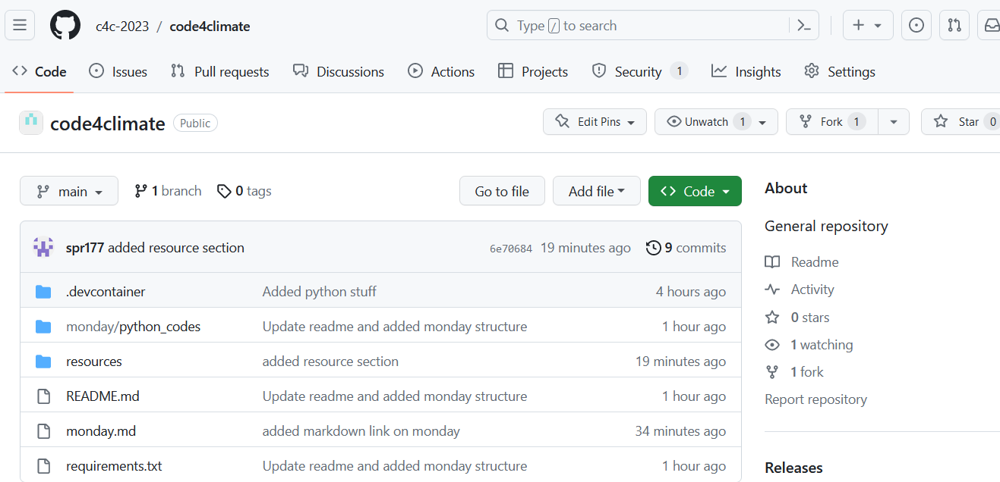 c4c-2023 / code4climate Type / to search
Code Issues Pull requests Discussions Actions Projects Security 1 Insights Settings
code4climate Public Edit Pins Unwatch 1 Fork 1 Star 0
main 1 branch 0 tags Go to file Add file Code
spr177 added resource section 6e70684 19 minutes ago 9 commits
.devcontainer Added python stuff 4 hours ago
monday/python_codes Update readme and added monday structure 1 hour ago
resources added resource section 19 minutes ago
README.md Update readme and added monday structure 1 hour ago
monday.md added markdown link on monday 34 minutes ago
requirements.txt Update readme and added monday structure 1 hour ago
About
General repository
Readme
Activity
0 stars
1 watching
1 fork
Report repository
Releases